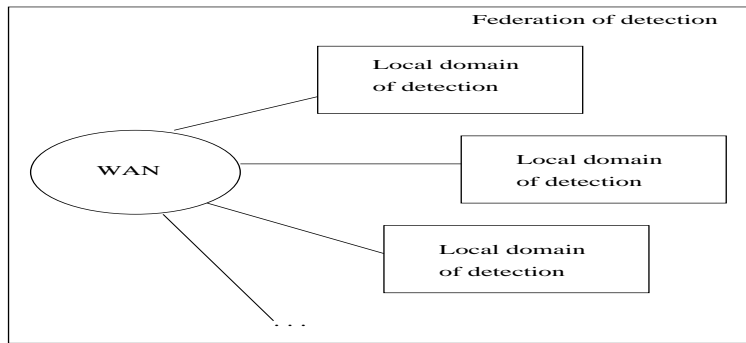 Federation of detection
Local domain
of detection
WAN
Local domain
of detection
Local domain
of detection
. . .